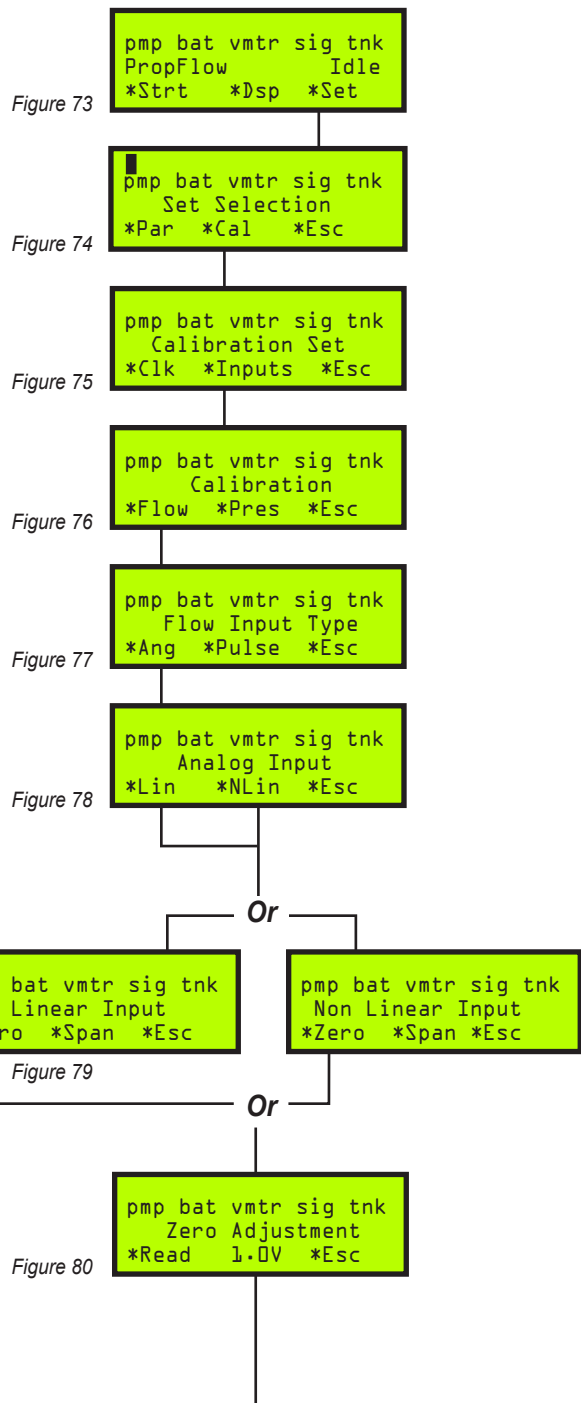 pmp bat vmtr sig tnk
PropFlow Idle
*Strt *Dsp *Set
Figure 73
pmp bat vmtr sig tnk
Set Selection
*Par *Cal *Esc
Figure 74
pmp bat vmtr sig tnk
Calibration Set
*Clk *Inputs *Esc
Figure 75
pmp bat vmtr sig tnk
Calibration
*Flow *Pres *Esc
Figure 76
pmp bat vmtr sig tnk
Flow Input Type
*Ang *Pulse *Esc
Figure 77
pmp bat vmtr sig tnk
Analog Input
*Lin *NLin *Esc
Figure 78
Or
bat vmtr sig tnk
Linear Input
ro *Span *Esc
Figure 79
pmp bat vmtr sig tnk
Non Linear Input
*Zero *Span *Esc
Or
pmp bat vmtr sig tnk
Zero Adjustment
*Read 1.0V *Esc
Figure 80